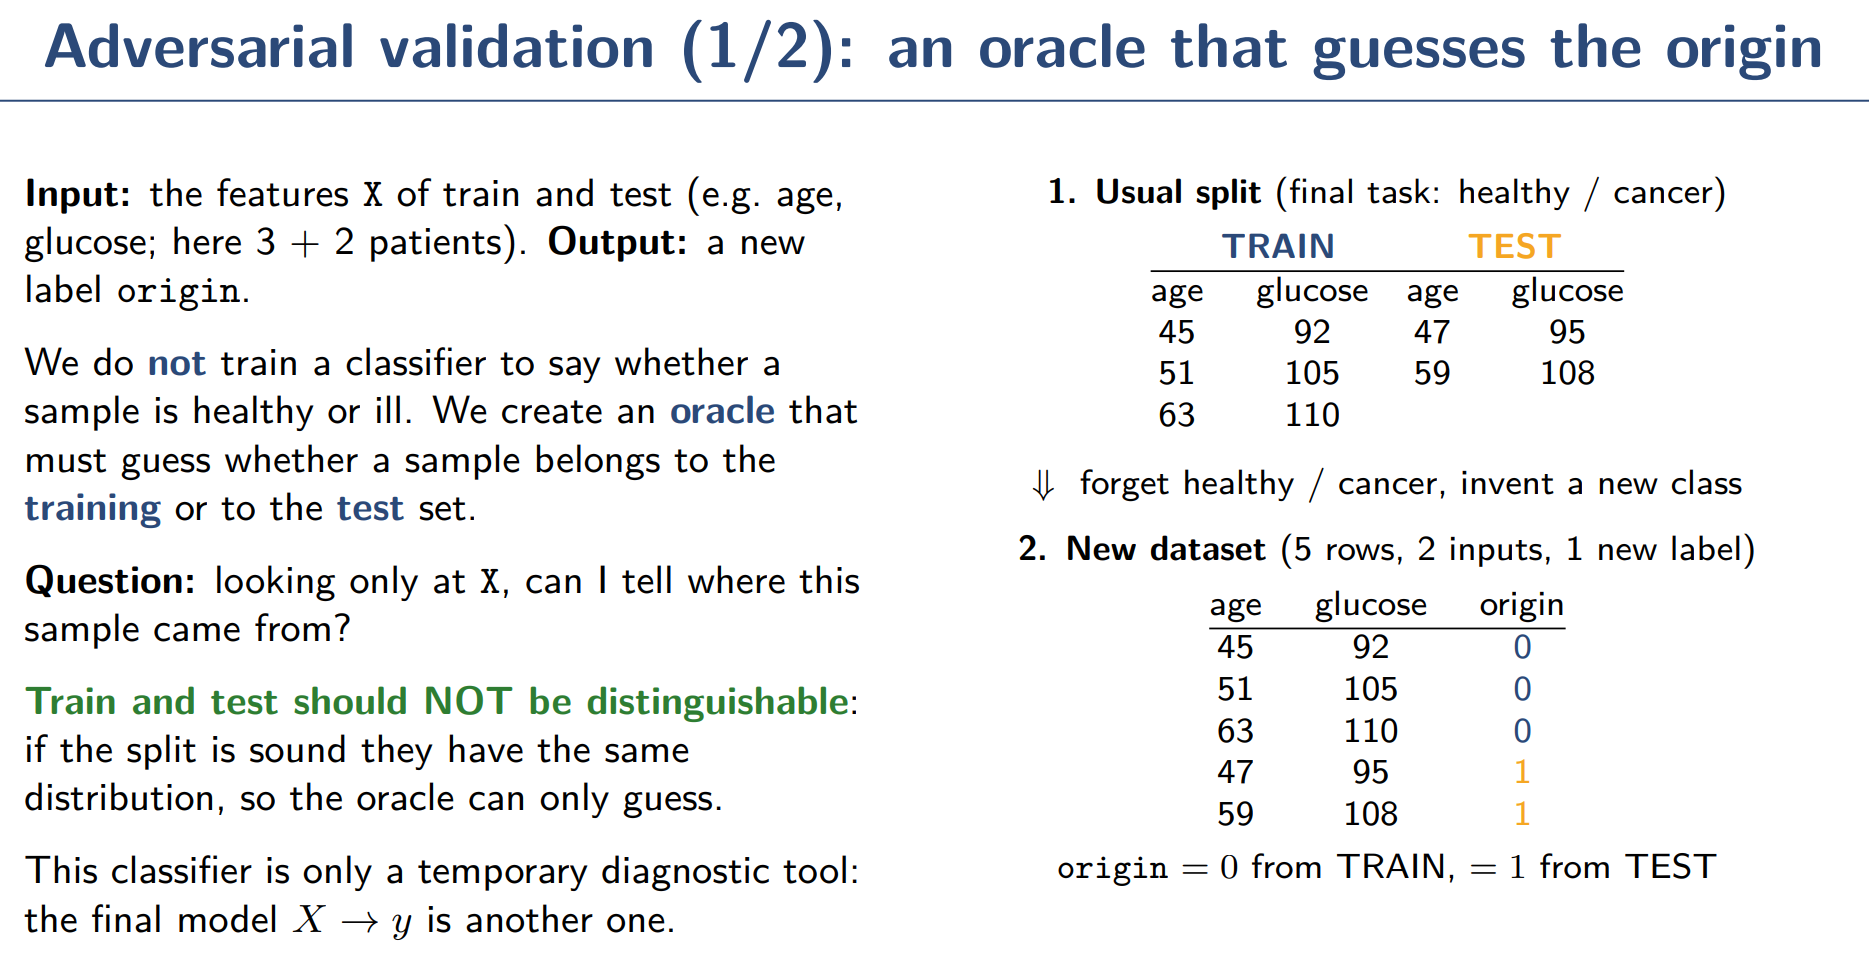 Adversarial validation (1/2): an oracle that guesses the origin
Input: the features X of train and test (e.g. age,
glucose; here 3 + 2 patients). Output: a new
label origin.
We do not train a classifier to say whether a
sample is healthy or ill. We create an oracle that
must guess whether a sample belongs to the
training or to the test set.
Question: looking only at X, can I tell where this
sample came from?
Train and test should NOT be distinguishable:
if the split is sound they have the same
distribution, so the oracle can only guess.
This classifier is only a temporary diagnostic tool:
the final model X → y is another one.
1. Usual split (final task: healthy / cancer)
TRAIN TEST
age glucose age glucose
45 92 47 95
51 105 59 108
63 110
⇓ forget healthy / cancer, invent a new class
2. New dataset (5 rows, 2 inputs, 1 new label)
age glucose origin
45 92 0
51 105 0
63 110 0
47 95 1
59 108 1
origin = 0 from TRAIN, = 1 from TEST